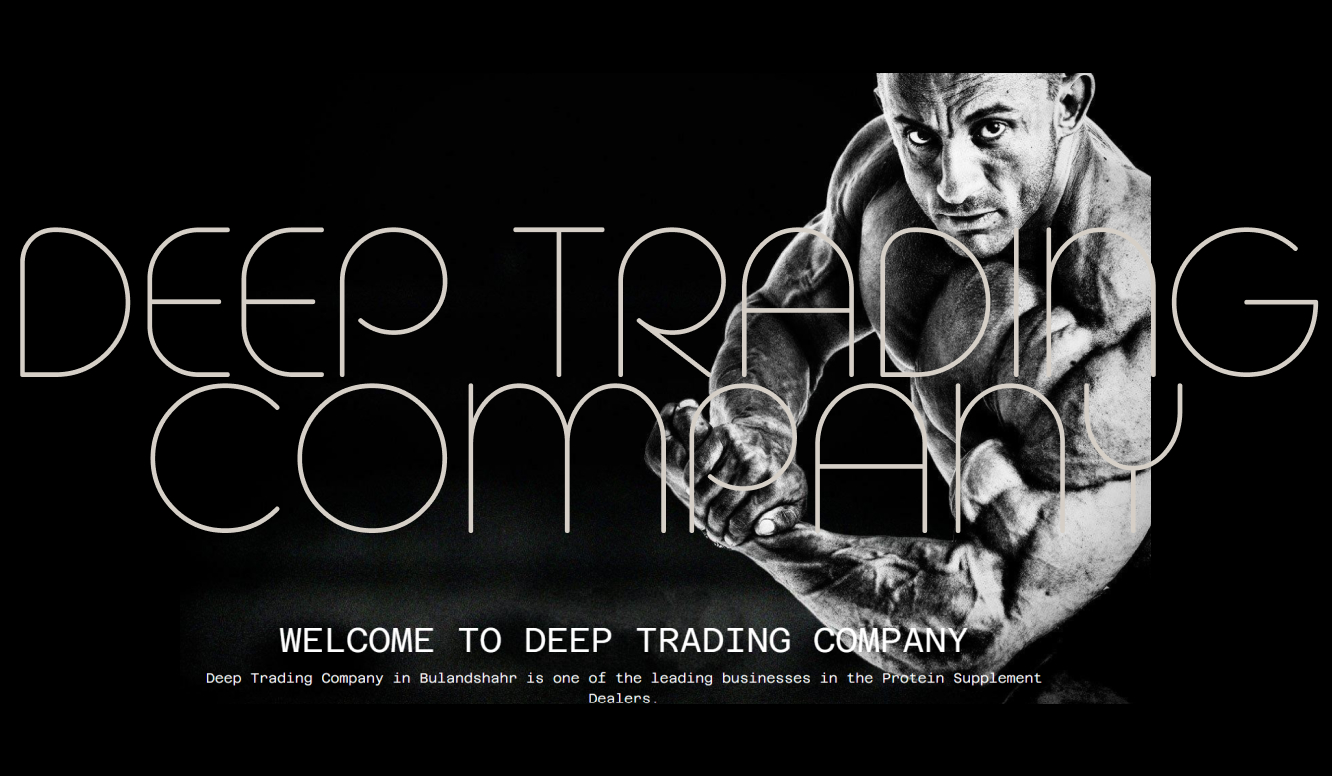 DEEP TRADING
COMPANY
WELCOME TO DEEP TRADING COMPANY
Deep Trading Company in Bulandshahr is one of the leading businesses in the Protein Supplement
Dealers.